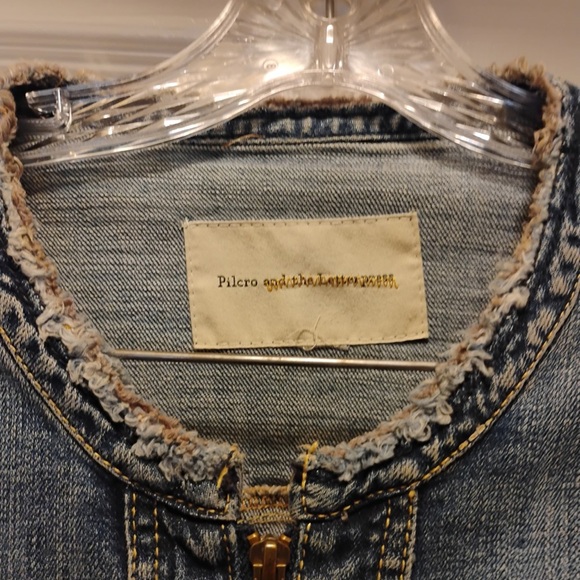 Pilcro and the Letterpress